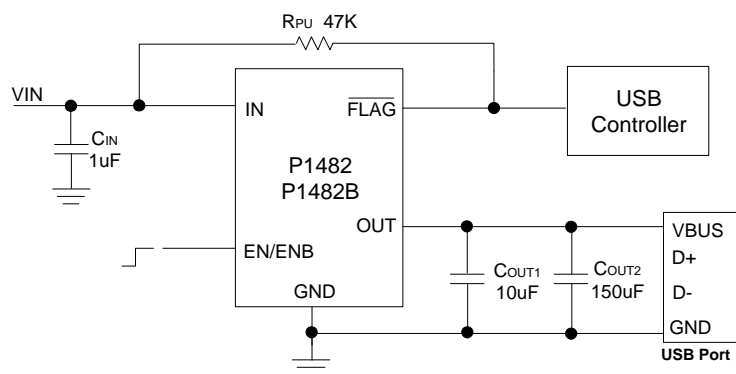 RPU 47K
VIN
IN
FLAG
USB
Controller
CIN
1uF
P1482
P1482B
OUT
VBUS
EN/ENB
D+
COUT1
10uF
COUT2
150uF
D-
GND
GND
USB Port